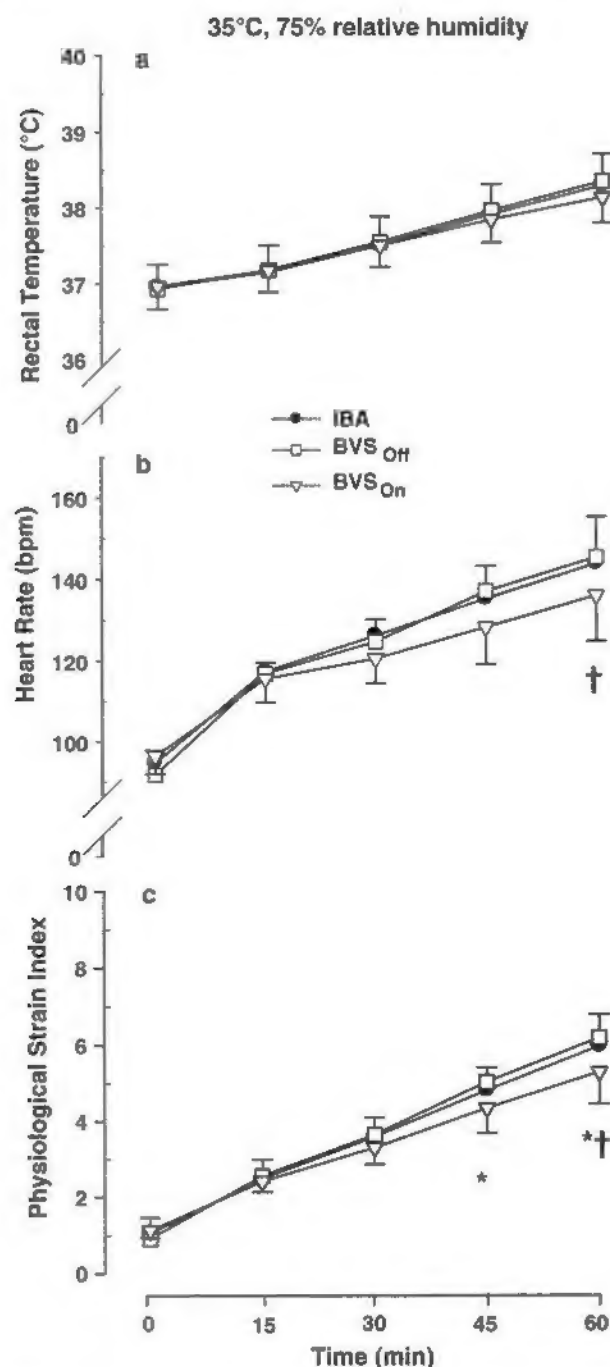 35°C, 75% relative humidity
a
Rectal Temperature (°C)
40
39
38
37
36
0
IBA
BVS Off
BVS On
b
Heart Rate (bpm)
160
140
120
100
0
†
c
Physiological Strain Index
10
8
6
4
2
0
*
*†
0 15 30 45 60
Time (min)